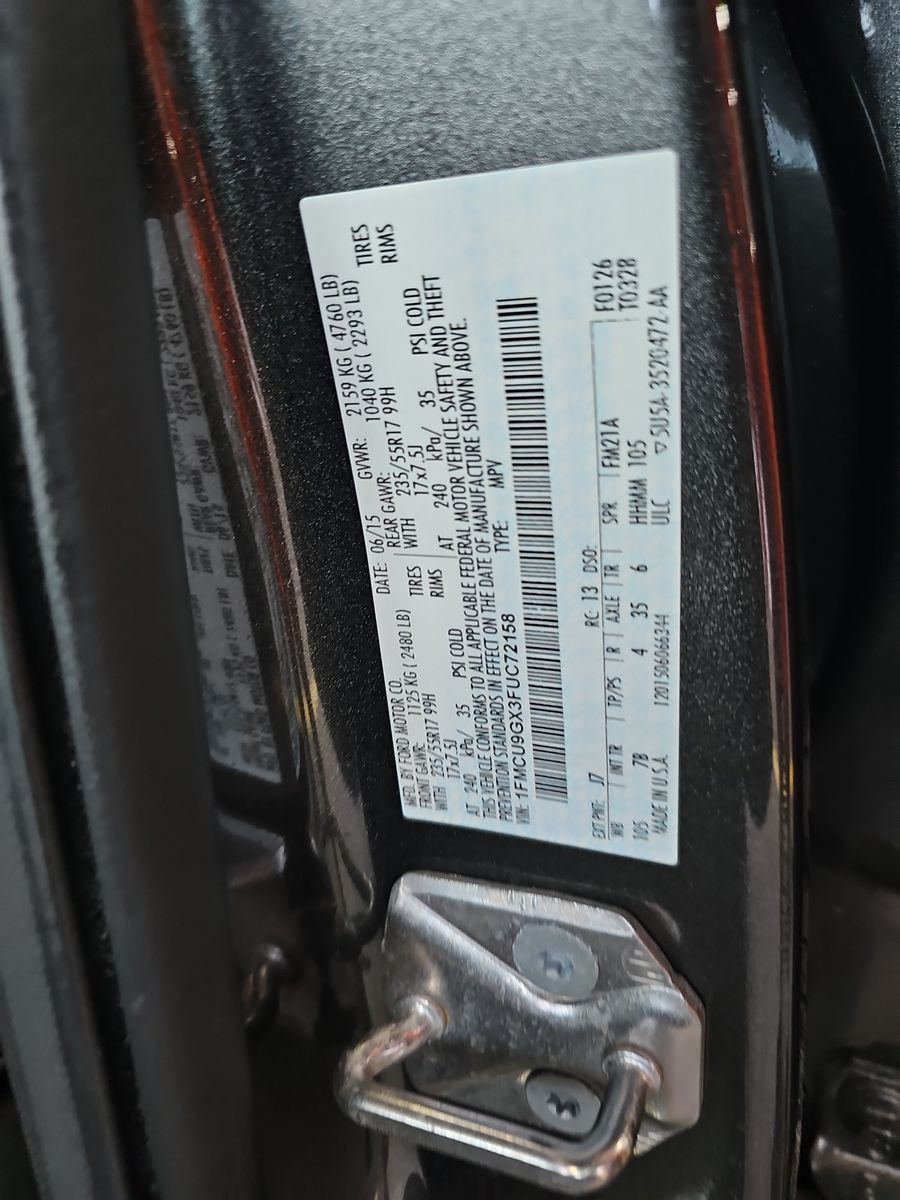 MFD. BY FORD MOTOR CO. DATE: 06/15 GVWR: 2159 KG ( 4760 LB)
FRONT GAWR: 1125 KG ( 2480 LB) REAR GAWR: 1040 KG ( 2293 LB)
WITH 235/55R17 99H TIRES WITH 235/55R17 99H TIRES
17x7.5J RIMS 17x7.5J RIMS
AT 240 kPa/ 35 PSI COLD AT 240 kPa/ 35 PSI COLD
THIS VEHICLE CONFORMS TO ALL APPLICABLE FEDERAL MOTOR VEHICLE SAFETY AND THEFT
PREVENTION STANDARDS IN EFFECT ON THE DATE OF MANUFACTURE SHOWN ABOVE.
VIN: 1FMCU9GX3FUC72158 TYPE: MPV
EXT PNT: J7 RC: 13 DSO: F0126
WB INT TR TP/PS R AXLE TR SPR FM21A T0328
105 7B 4 35 6 HHMM 105
MADE IN U.S.A. 120150606634​4 ULC ▽5U5A-3520472-AA